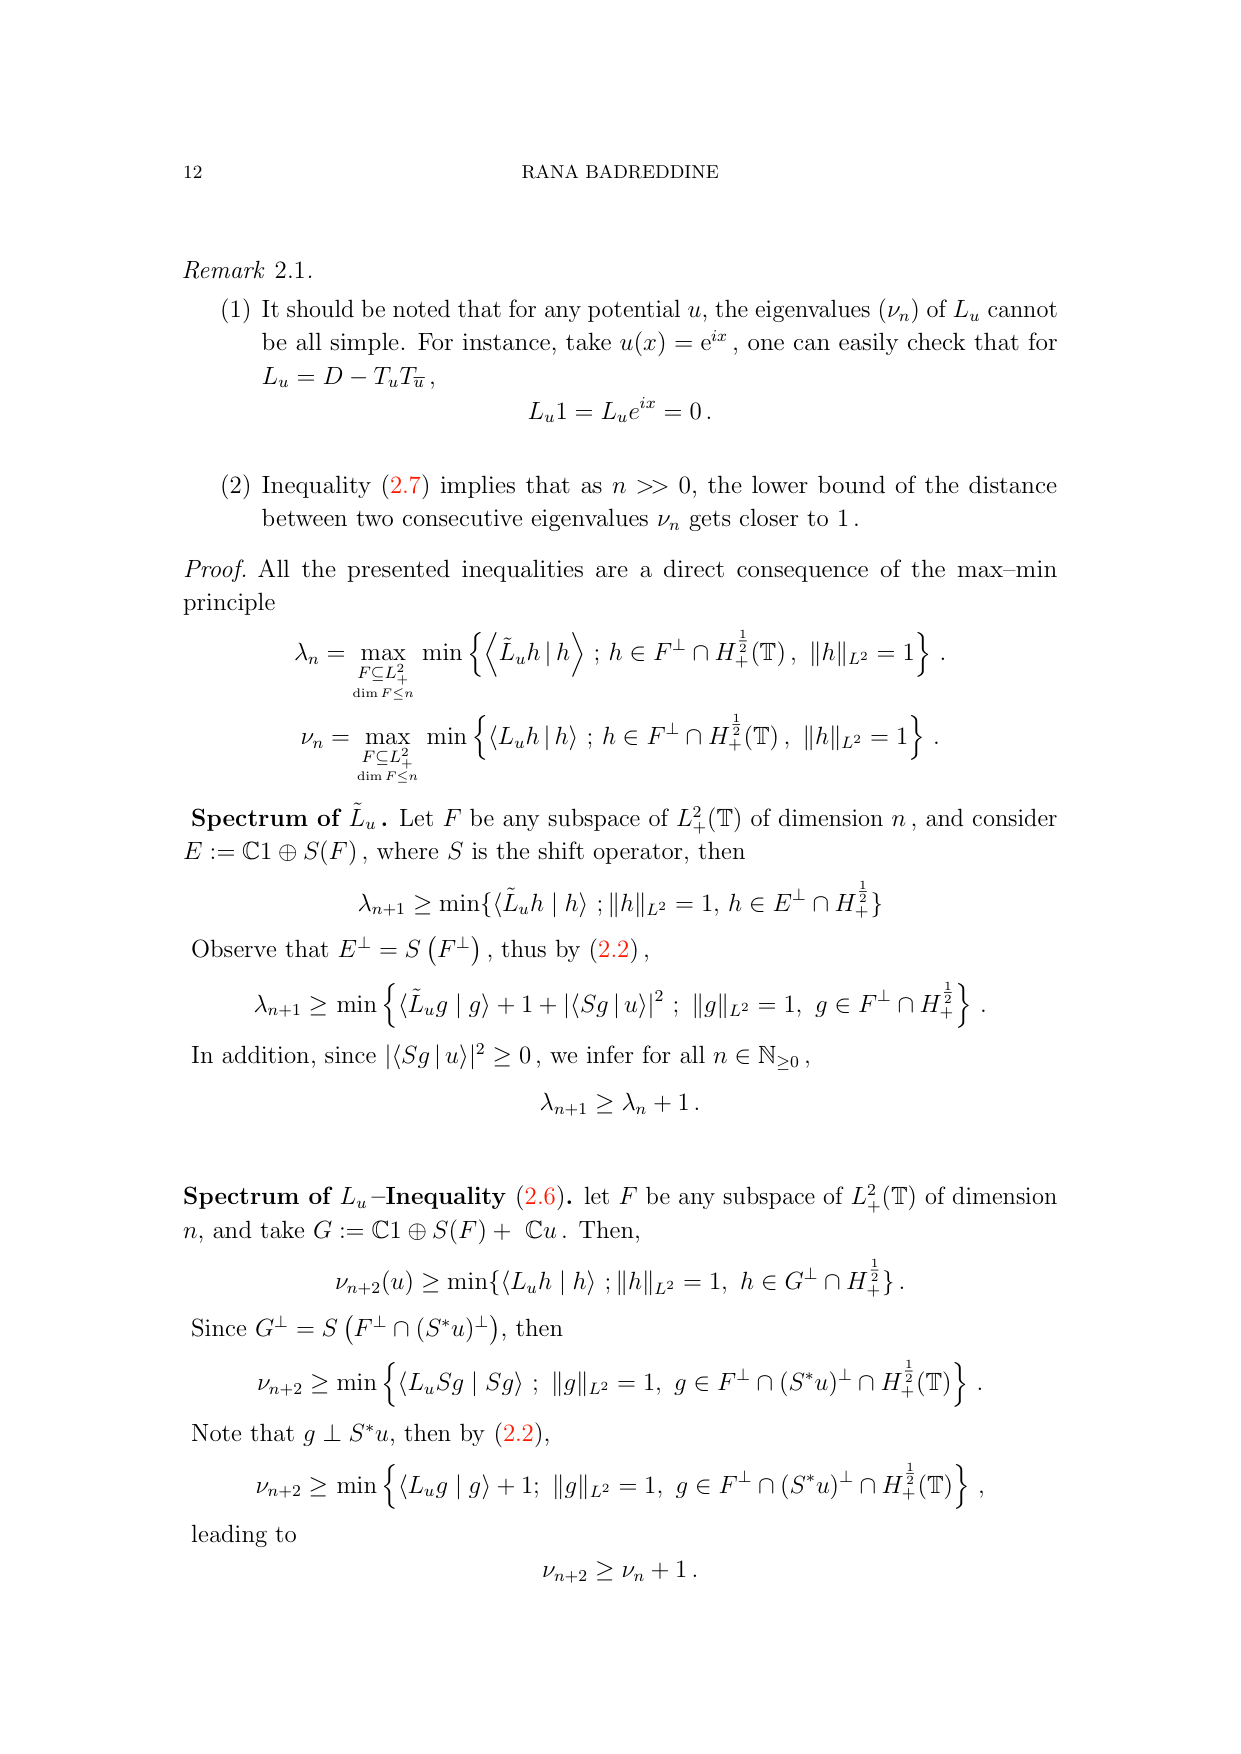 12 RANA BADREDDINE
Remark 2.1.
(1) It should be noted that for any potential $u$, the eigenvalues $(\nu_n)$ of $L_u$ cannot
be all simple. For instance, take $u(x) = \mathrm{e}^{ix}$, one can easily check that for
$L_u = D - T_u T_{\overline{u}}$,
$L_u 1 = L_u e^{ix} = 0$.
(2) Inequality (2.7) implies that as $n >> 0$, the lower bound of the distance
between two consecutive eigenvalues $\nu_n$ gets closer to 1.
Proof. All the presented inequalities are a direct consequence of the max–min
principle
$\lambda_n = \max_{\substack{F \subseteq L^2_+ \\ \dim F \leq n}} \min \left\{ \left\langle \tilde{L}_u h \,|\, h \right\rangle \,;\, h \in F^\perp \cap H_+^{\frac{1}{2}}(\mathbb{T}),\ \|h\|_{L^2} = 1 \right\}$.
$\nu_n = \max_{\substack{F \subseteq L^2_+ \\ \dim F \leq n}} \min \left\{ \langle L_u h \,|\, h \rangle \,;\, h \in F^\perp \cap H_+^{\frac{1}{2}}(\mathbb{T}),\ \|h\|_{L^2} = 1 \right\}$.
Spectrum of $\tilde{L}_u$. Let $F$ be any subspace of $L^2_+(\mathbb{T})$ of dimension $n$, and consider
$E := \mathbb{C}1 \oplus S(F)$, where $S$ is the shift operator, then
$\lambda_{n+1} \geq \min\{\langle \tilde{L}_u h \mid h \rangle \,; \|h\|_{L^2} = 1,\, h \in E^\perp \cap H_+^{\frac{1}{2}}\}$
Observe that $E^\perp = S\left(F^\perp\right)$, thus by (2.2),
$\lambda_{n+1} \geq \min \left\{ \langle \tilde{L}_u g \mid g \rangle + 1 + |\langle Sg \,|\, u \rangle|^2 \,;\, \|g\|_{L^2} = 1,\ g \in F^\perp \cap H_+^{\frac{1}{2}} \right\}$.
In addition, since $|\langle Sg \,|\, u \rangle|^2 \geq 0$, we infer for all $n \in \mathbb{N}_{\geq 0}$,
$\lambda_{n+1} \geq \lambda_n + 1$.
Spectrum of $L_u$–Inequality (2.6). let $F$ be any subspace of $L^2_+(\mathbb{T})$ of dimension
$n$, and take $G := \mathbb{C}1 \oplus S(F) + \mathbb{C}u$. Then,
$\nu_{n+2}(u) \geq \min\{\langle L_u h \mid h \rangle \,; \|h\|_{L^2} = 1,\ h \in G^\perp \cap H_+^{\frac{1}{2}}\}$.
Since $G^\perp = S\left(F^\perp \cap (S^*u)^\perp\right)$, then
$\nu_{n+2} \geq \min \left\{ \langle L_u Sg \mid Sg \rangle \,;\, \|g\|_{L^2} = 1,\ g \in F^\perp \cap (S^*u)^\perp \cap H_+^{\frac{1}{2}}(\mathbb{T}) \right\}$.
Note that $g \perp S^*u$, then by (2.2),
$\nu_{n+2} \geq \min \left\{ \langle L_u g \mid g \rangle + 1;\ \|g\|_{L^2} = 1,\ g \in F^\perp \cap (S^*u)^\perp \cap H_+^{\frac{1}{2}}(\mathbb{T}) \right\}$,
leading to
$\nu_{n+2} \geq \nu_n + 1$.